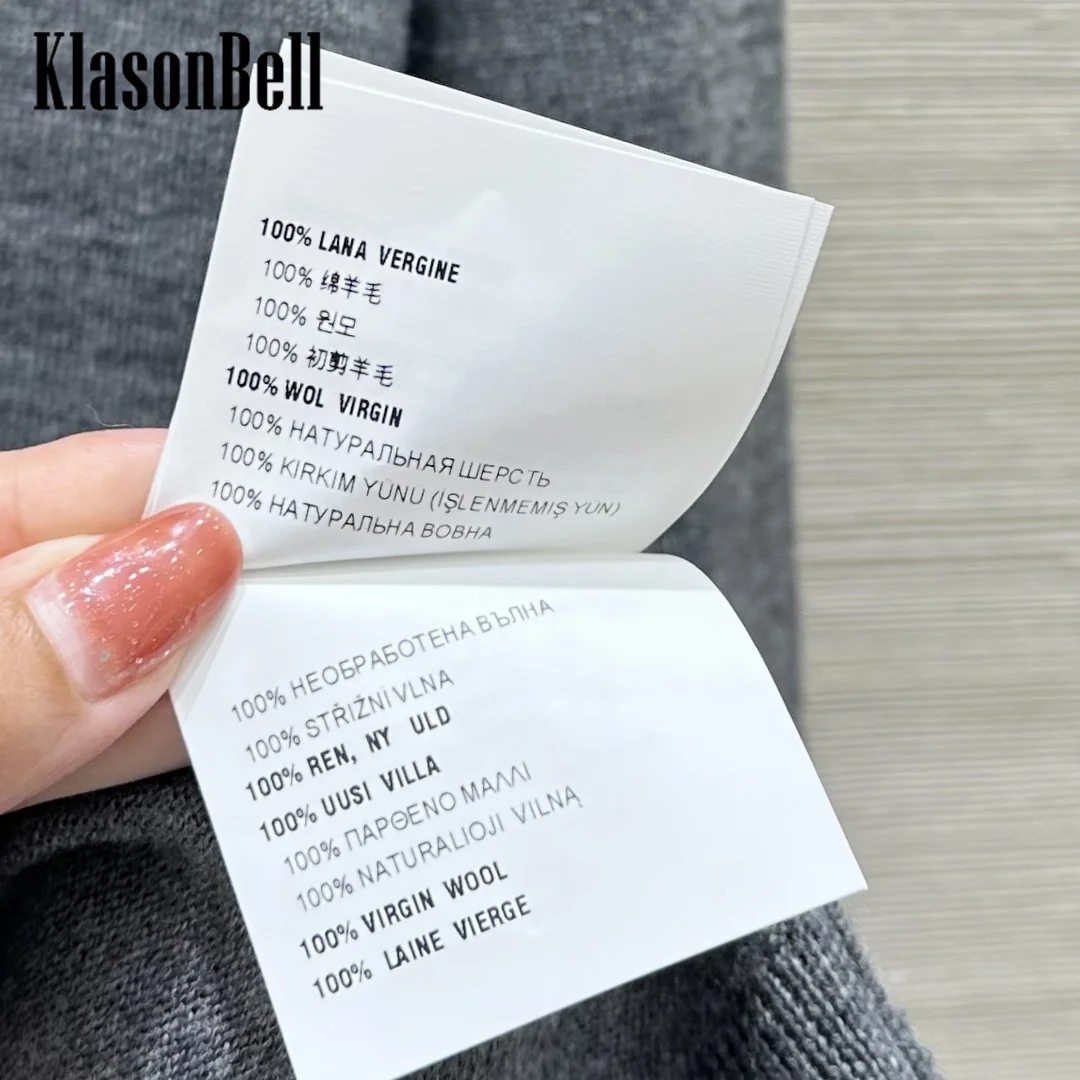 KlasonBell
100% LANA VERGINE
100% 绵羊毛
100% 원모
100% 初剪羊毛
100% WOL VIRGIN
100% НАТУРАЛЬНАЯ ШЕРСТЬ
100% KIRKIM YÜNÜ (İŞLENMEMIŞ YÜN)
100% НАТУРАЛЬНА ВОВНА
100% НЕОБРАБОТЕНА ВЪЛНА
100% STŘIŽNÍ VLNA
100% REN, NY ULD
100% UUSI VILLA
100% ΠΑΡΘΕΝΟ ΜΑΛΛΙ
100% NATURALIOJI VILNĄ
100% VIRGIN WOOL
100% LAINE VIERGE